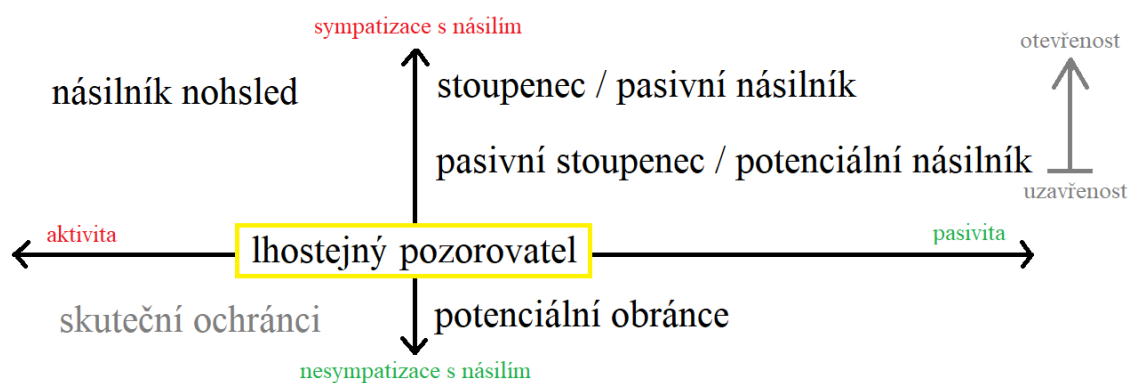 sympatizace s násilím
otevřenost
násilník nohsled
stoupenec / pasivní násilník
pasivní stoupenec / potenciální násilník
uzavřenost
aktivita
pasivita
lhostejný pozorovatel
skuteční ochránci
potenciální obránce
nesympatizace s násilím